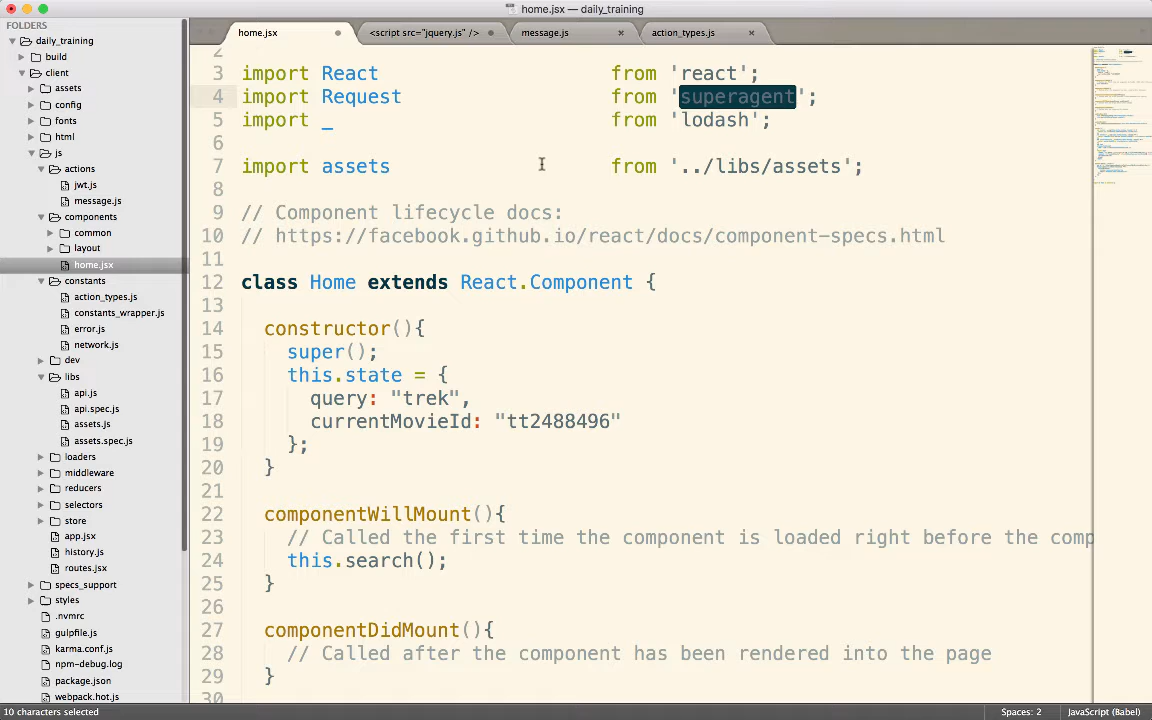 home.jsx — daily_training
FOLDERS
daily_training
build
client
assets
config
fonts
html
js
actions
jwt.js
message.js
components
common
layout
home.jsx
constants
action_types.js
constants_wrapper.js
error.js
network.js
dev
libs
api.js
api.spec.js
assets.js
assets.spec.js
loaders
middleware
reducers
selectors
store
app.jsx
history.js
routes.jsx
specs_support
styles
.nvmrc
gulpfile.js
karma.conf.js
npm-debug.log
package.json
webpack.hot.js
home.jsx
<script src="jquery.js" />
message.js
action_types.js
2
3 import React from 'react';
4 import Request from 'superagent';
5 import _ from 'lodash';
6
7 import assets from '../libs/assets';
8
9 // Component lifecycle docs:
10 // https://facebook.github.io/react/docs/component-specs.html
11
12 class Home extends React.Component {
13
14 constructor(){
15 super();
16 this.state = {
17 query: "trek",
18 currentMovieId: "tt2488496"
19 };
20 }
21
22 componentWillMount(){
23 // Called the first time the component is loaded right before the comp
24 this.search();
25 }
26
27 componentDidMount(){
28 // Called after the component has been rendered into the page
29 }
30
10 characters selected
Spaces: 2
JavaScript (Babel)